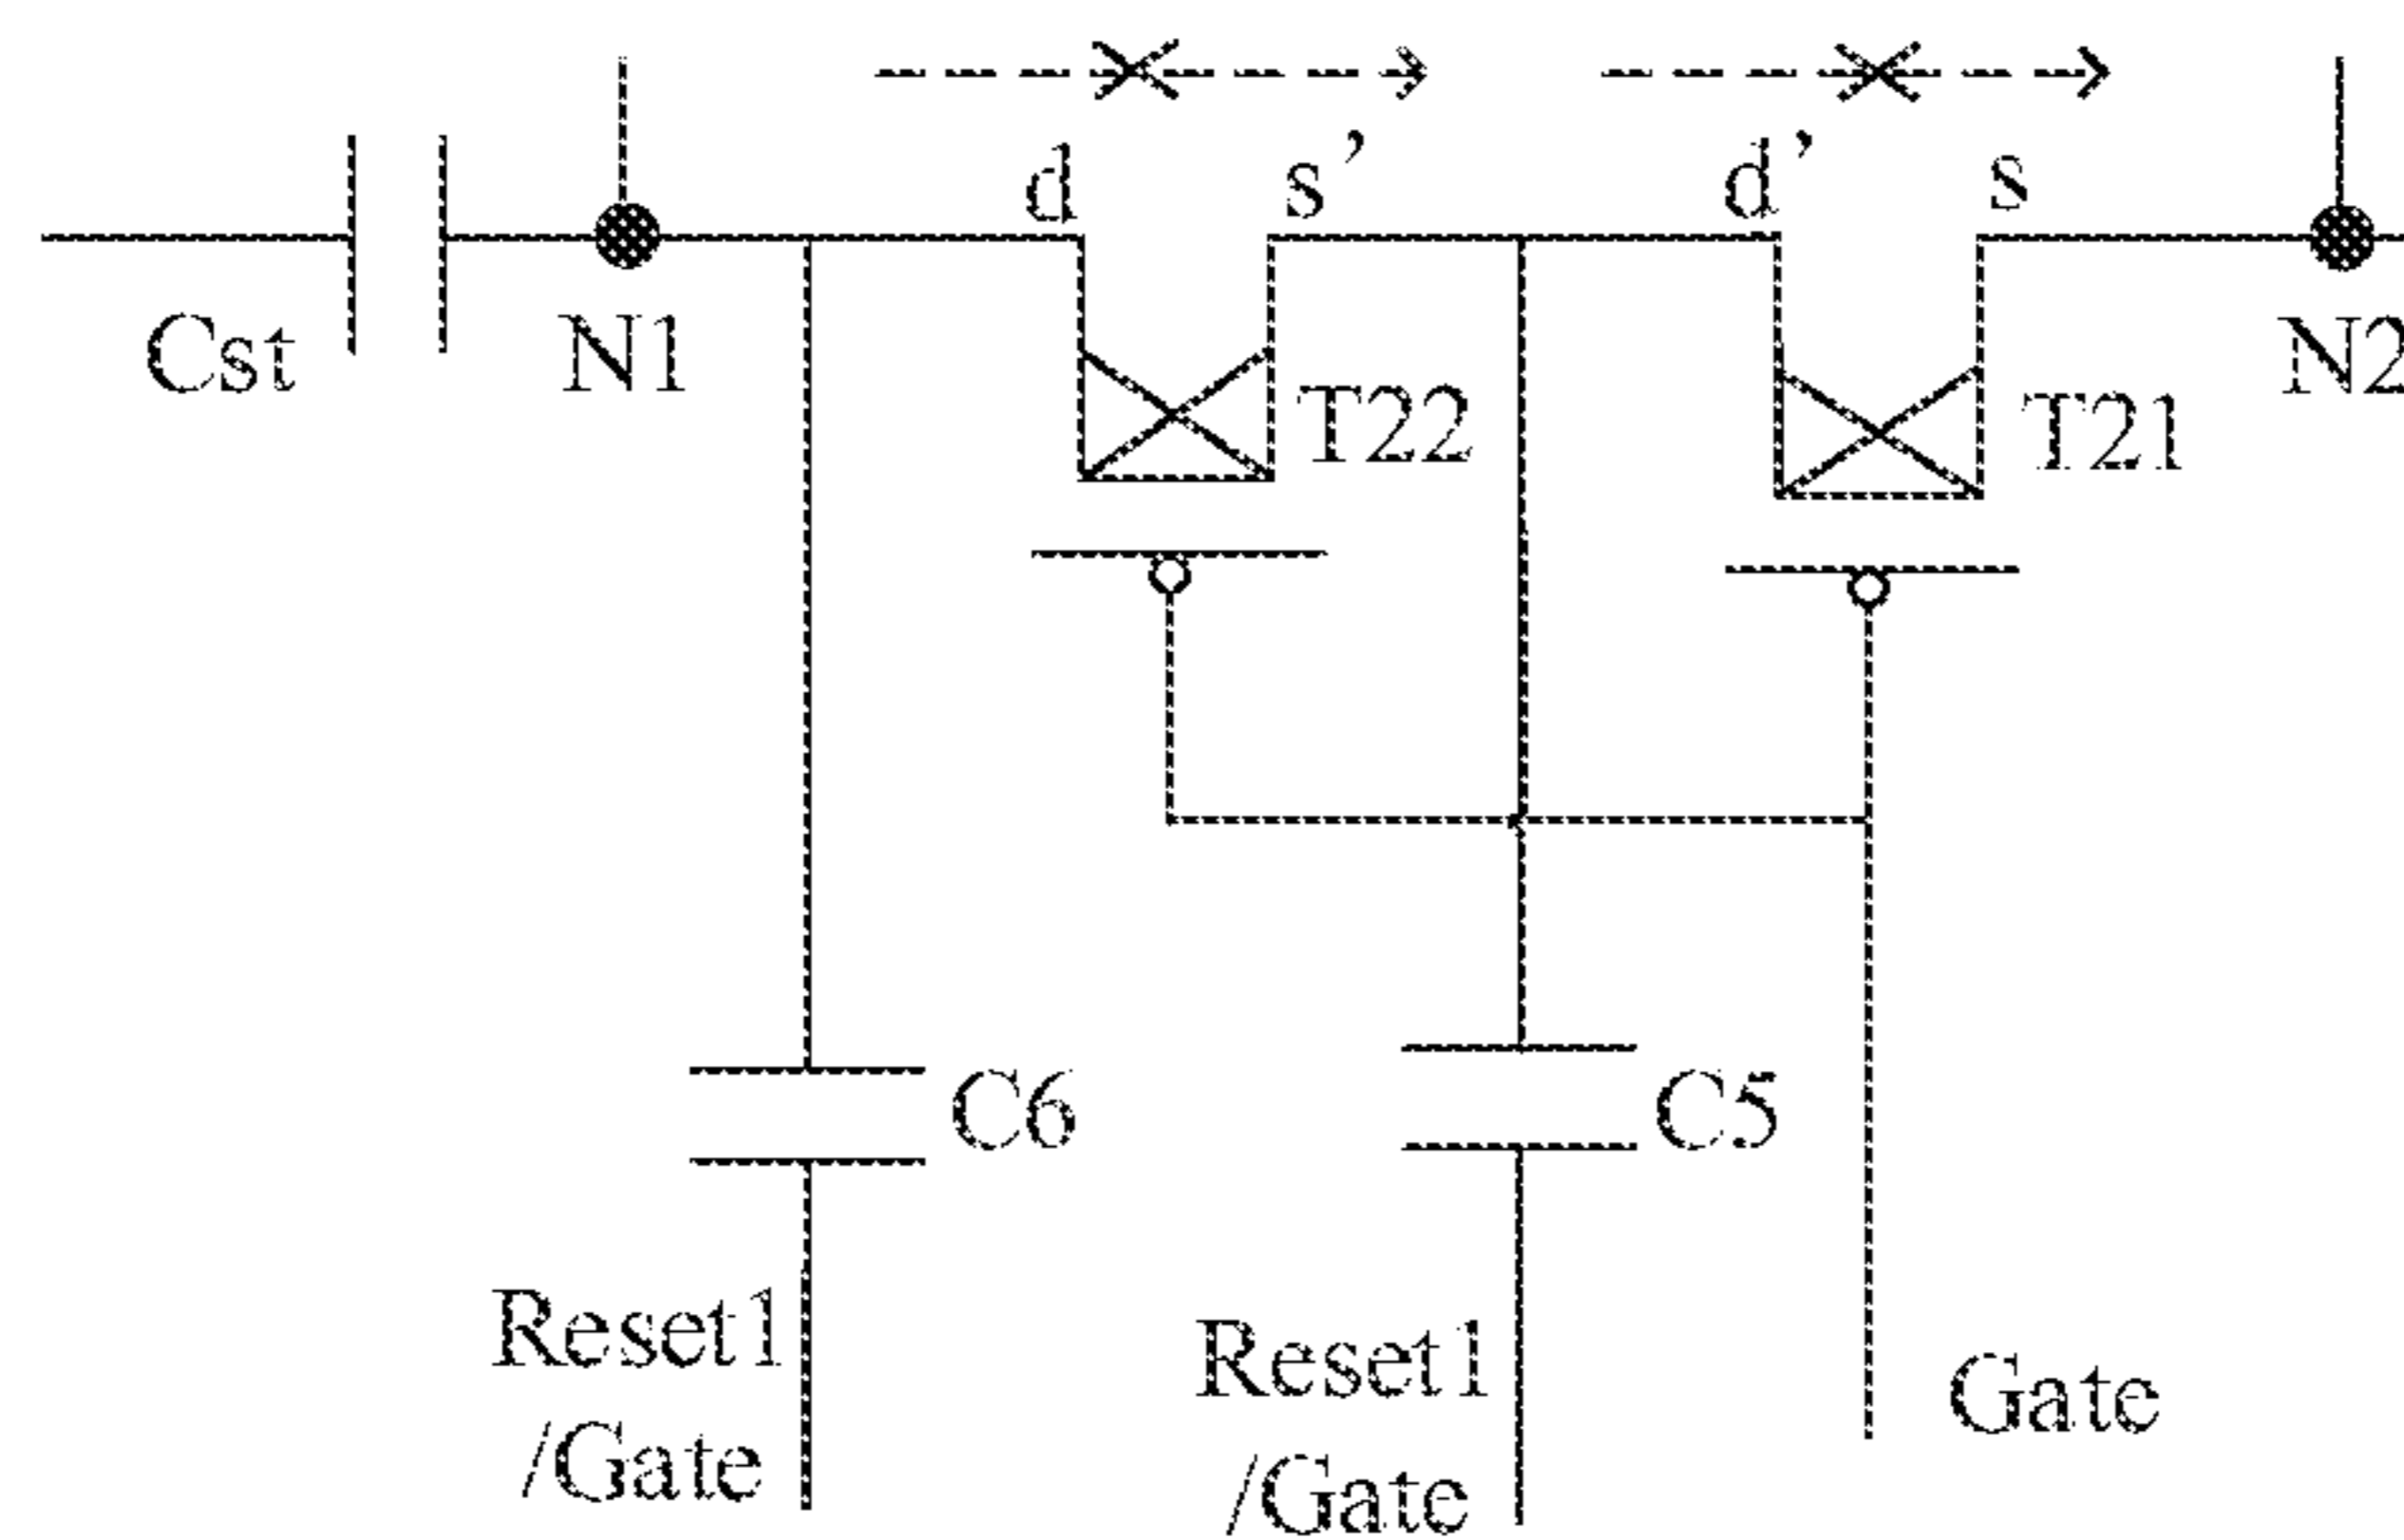 d
s’
d’
s
Cst
N1
T22
T21
N2
C6
C5
Reset1
/Gate
Reset1
/Gate
Gate